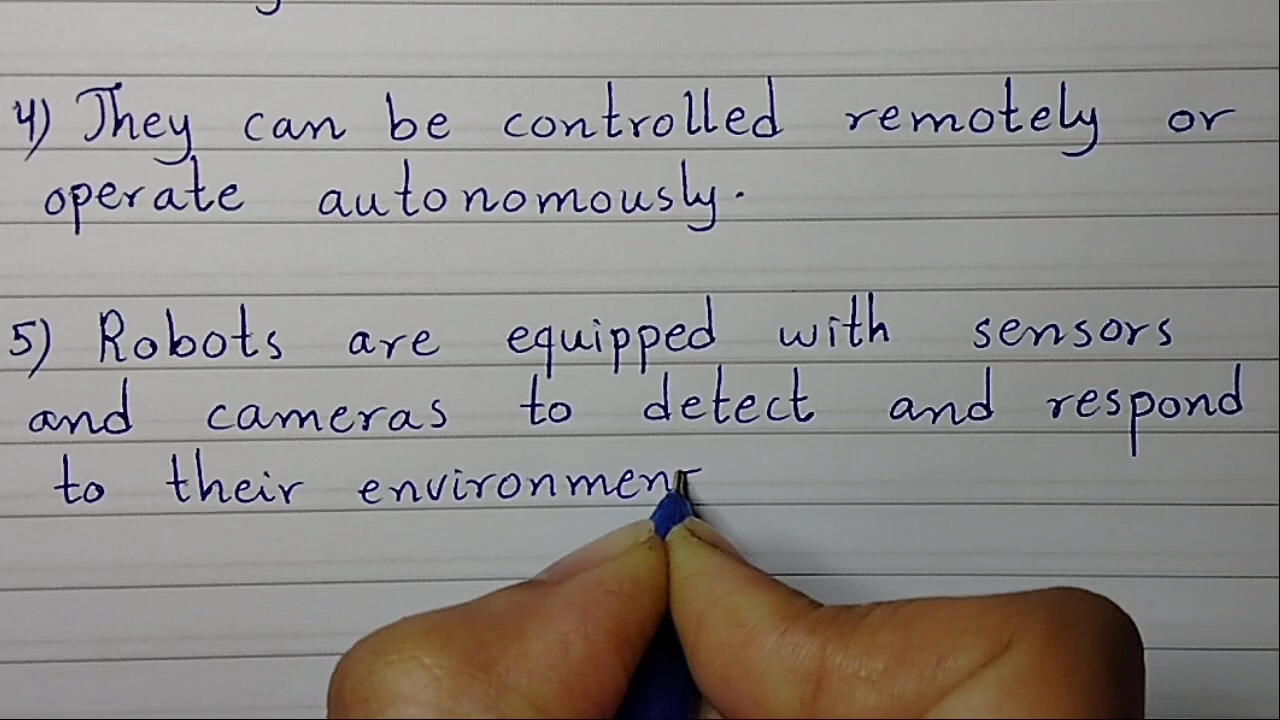 4) They can be controlled remotely or
operate autonomously.
5) Robots are equipped with sensors
and cameras to detect and respond
to their environment